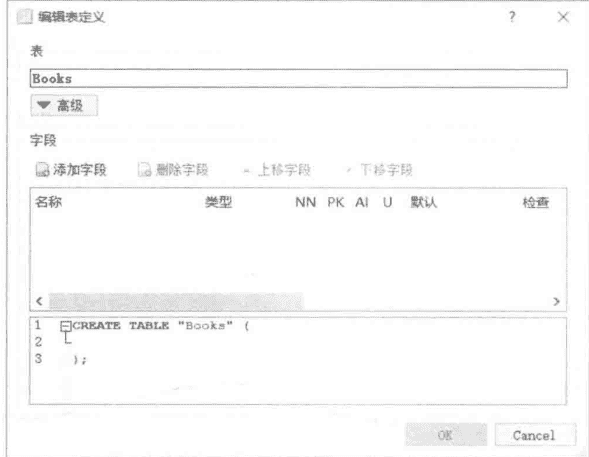 编辑表定义 ?
表
Books
高级
字段
添加字段 删除字段 上移字段 下移字段
名称 类型 NN PK AI U 默认 检查
1 CREATE TABLE "Books" (
2
3 );
OK Cancel